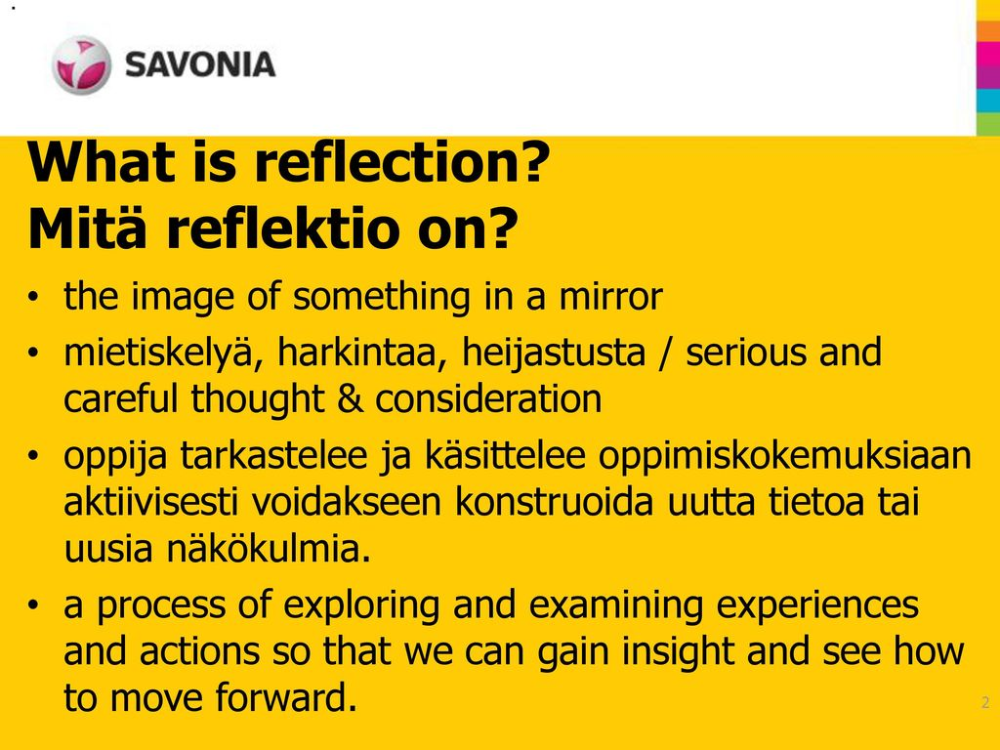 .
SAVONIA
What is reflection?
Mitä reflektio on?
• the image of something in a mirror
• mietiskelyä, harkintaa, heijastusta / serious and
careful thought & consideration
• oppija tarkastelee ja käsittelee oppimiskokemuksiaan
aktiivisesti voidakseen konstruoida uutta tietoa tai
uusia näkökulmia.
• a process of exploring and examining experiences
and actions so that we can gain insight and see how
to move forward.
2